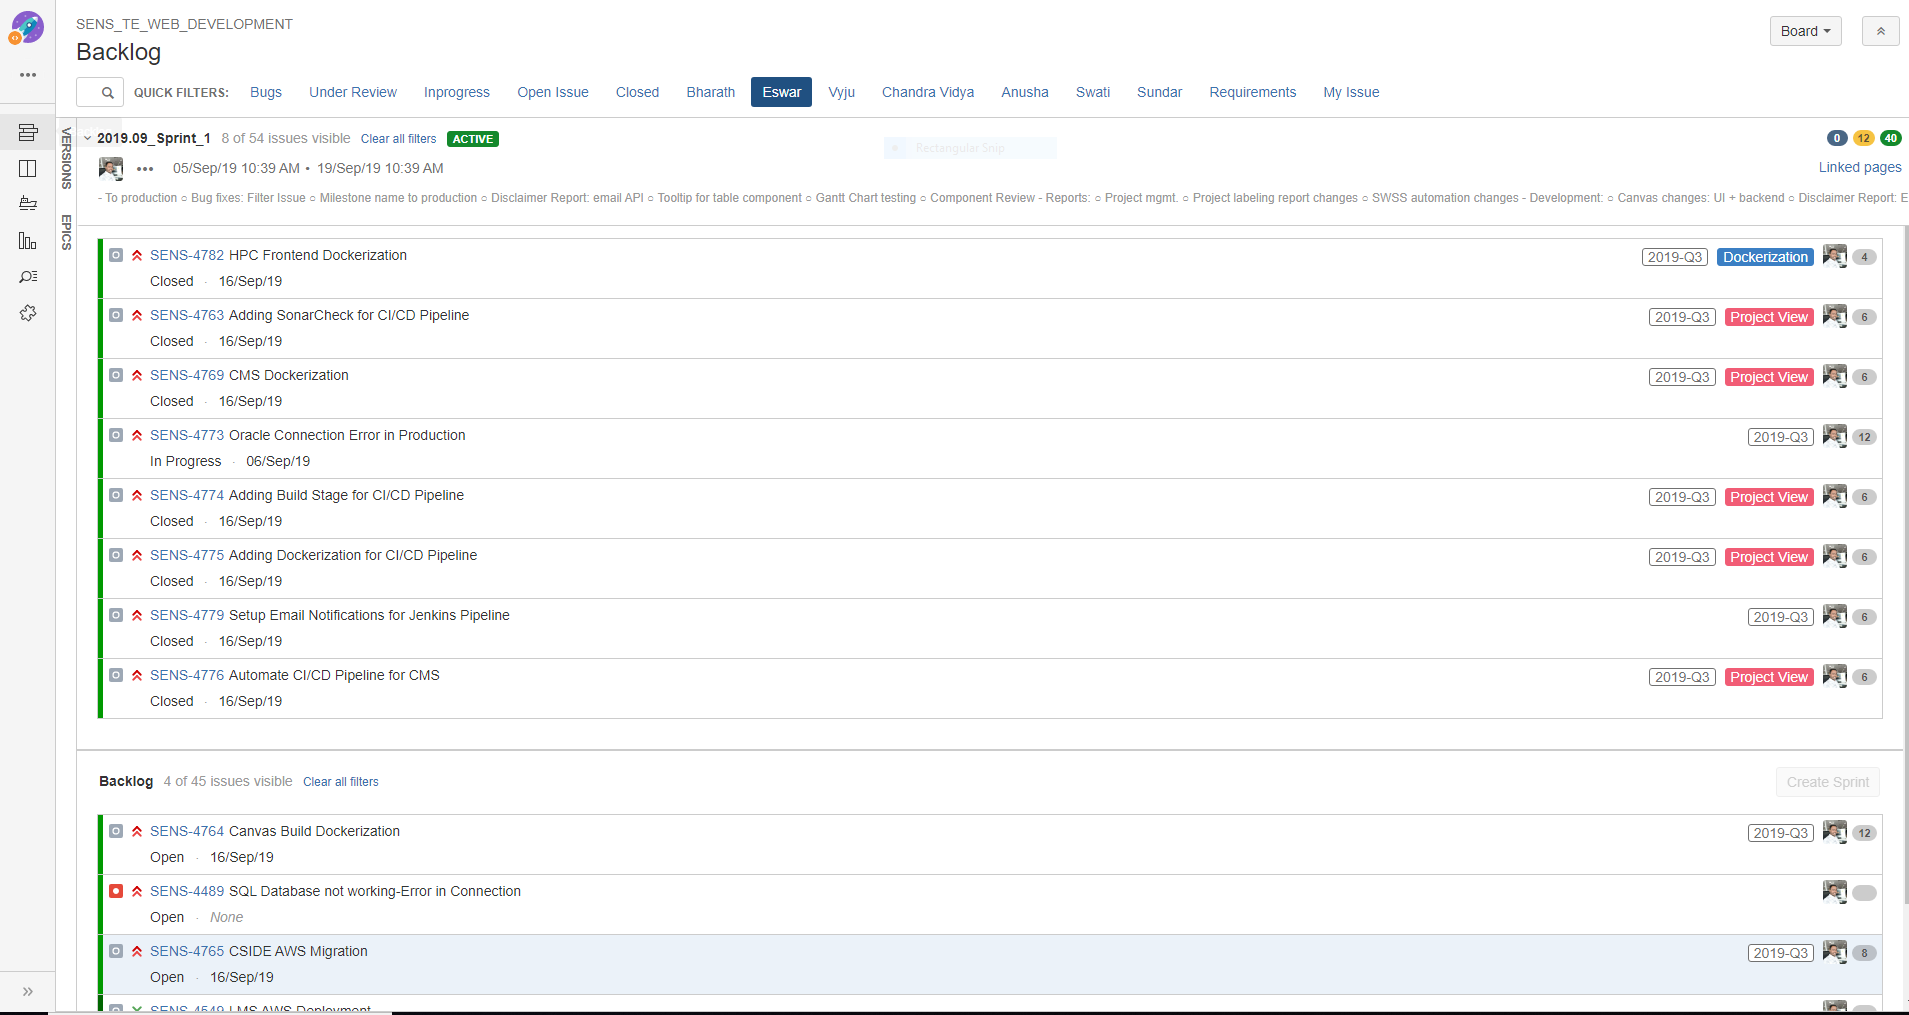 SENS_TE_WEB_DEVELOPMENT
Backlog
Board
QUICK FILTERS: Bugs Under Review Inprogress Open Issue Closed Bharath Eswar Vyju Chandra Vidya Anusha Swati Sundar Requirements My Issue
VERSIONS
EPICS
2019.09_Sprint_1 8 of 54 issues visible Clear all filters ACTIVE
Rectangular Snip
0 12 40
05/Sep/19 10:39 AM • 19/Sep/19 10:39 AM
Linked pages
- To production ○ Bug fixes: Filter Issue ○ Milestone name to production ○ Disclaimer Report: email API ○ Tooltip for table component ○ Gantt Chart testing ○ Component Review - Reports: ○ Project mgmt. ○ Project labeling report changes ○ SWSS automation changes - Development: ○ Canvas changes: UI + backend ○ Disclaimer Report: E
SENS-4782 HPC Frontend Dockerization 2019-Q3 Dockerization 4
Closed · 16/Sep/19
SENS-4763 Adding SonarCheck for CI/CD Pipeline 2019-Q3 Project View 6
Closed · 16/Sep/19
SENS-4769 CMS Dockerization 2019-Q3 Project View 6
Closed · 16/Sep/19
SENS-4773 Oracle Connection Error in Production 2019-Q3 12
In Progress · 06/Sep/19
SENS-4774 Adding Build Stage for CI/CD Pipeline 2019-Q3 Project View 6
Closed · 16/Sep/19
SENS-4775 Adding Dockerization for CI/CD Pipeline 2019-Q3 Project View 6
Closed · 16/Sep/19
SENS-4779 Setup Email Notifications for Jenkins Pipeline 2019-Q3 6
Closed · 16/Sep/19
SENS-4776 Automate CI/CD Pipeline for CMS 2019-Q3 Project View 6
Closed · 16/Sep/19
Backlog 4 of 45 issues visible Clear all filters
Create Sprint
SENS-4764 Canvas Build Dockerization 2019-Q3 12
Open · 16/Sep/19
SENS-4489 SQL Database not working-Error in Connection
Open · None
SENS-4765 CSIDE AWS Migration 2019-Q3 8
Open · 16/Sep/19
SENS-4549 LMS AWS Deployment